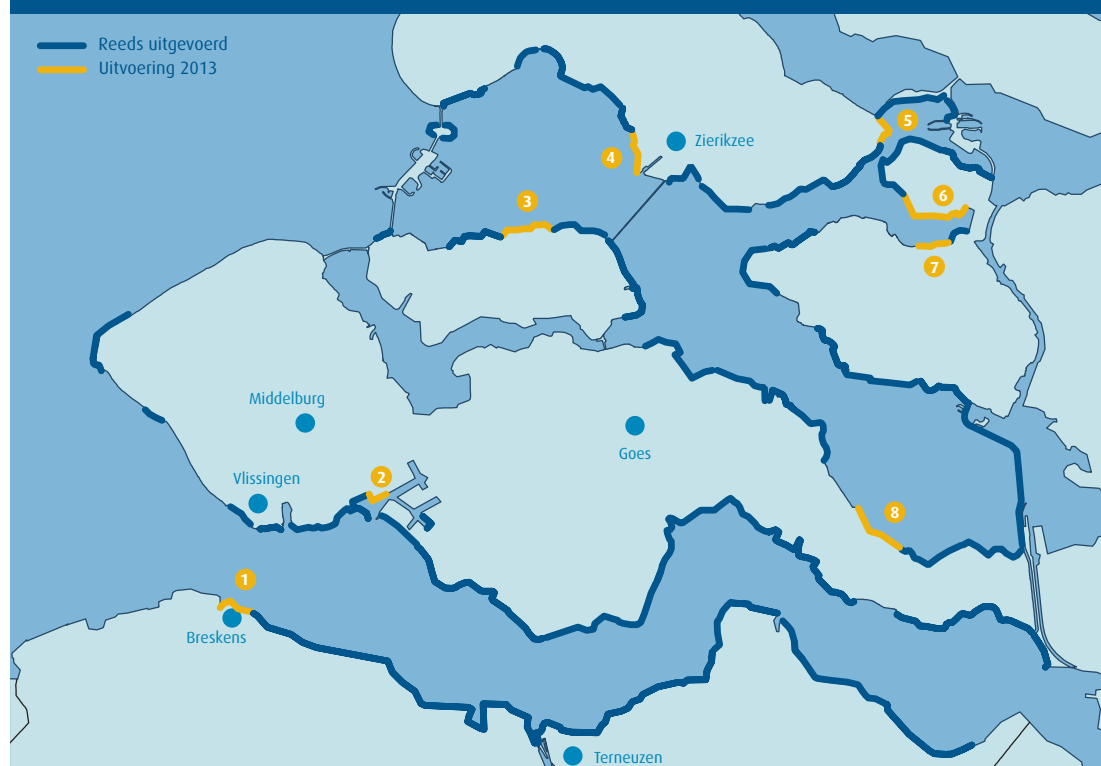 Reeds uitgevoerd
Uitvoering 2013
5
4
Zierikzee
6
3
7
Middelburg
Goes
Vlissingen
2
8
1
Breskens
Terneuzen